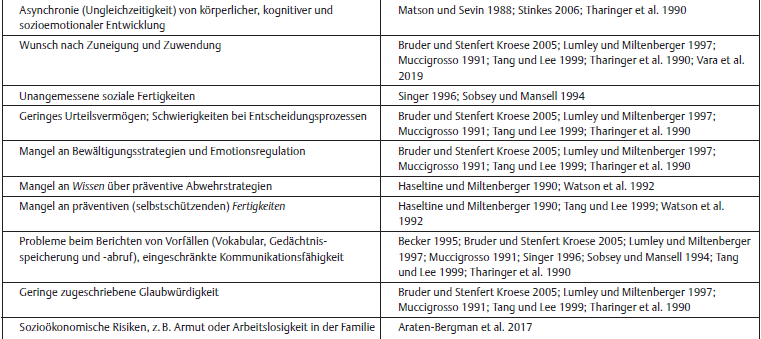 Asynchronie (Ungleichzeitigkeit) von körperlicher, kognitiver und
sozioemotionaler Entwicklung
Matson und Sevin 1988; Stinkes 2006; Tharinger et al. 1990
Wunsch nach Zuneigung und Zuwendung
Bruder und Stenfert Kroese 2005; Lumley und Miltenberger 1997;
Muccigrosso 1991; Tang und Lee 1999; Tharinger et al. 1990; Vara et al.
2019
Unangemessene soziale Fertigkeiten
Singer 1996; Sobsey und Mansell 1994
Geringes Urteilsvermögen; Schwierigkeiten bei Entscheidungsprozessen
Bruder und Stenfert Kroese 2005; Lumley und Miltenberger 1997;
Muccigrosso 1991; Tang und Lee 1999; Tharinger et al. 1990
Mangel an Bewältigungsstrategien und Emotionsregulation
Bruder und Stenfert Kroese 2005; Lumley und Miltenberger 1997;
Muccigrosso 1991; Tang und Lee 1999; Tharinger et al. 1990
Mangel an Wissen über präventive Abwehrstrategien
Haseltine und Miltenberger 1990; Watson et al. 1992
Mangel an präventiven (selbstschützenden) Fertigkeiten
Haseltine und Miltenberger 1990; Tang und Lee 1999; Watson et al.
1992
Probleme beim Berichten von Vorfällen (Vokabular, Gedächtnis-
speicherung und -abruf), eingeschränkte Kommunikationsfähigkeit
Becker 1995; Bruder und Stenfert Kroese 2005; Lumley und Miltenberger
1997; Muccigrosso 1991; Singer 1996; Sobsey und Mansell 1994; Tang
und Lee 1999; Tharinger et al. 1990
Geringe zugeschriebene Glaubwürdigkeit
Bruder und Stenfert Kroese 2005; Lumley und Miltenberger 1997;
Muccigrosso 1991; Tang und Lee 1999; Tharinger et al. 1990
Sozioökonomische Risiken, z. B. Armut oder Arbeitslosigkeit in der Familie
Araten-Bergman et al. 2017